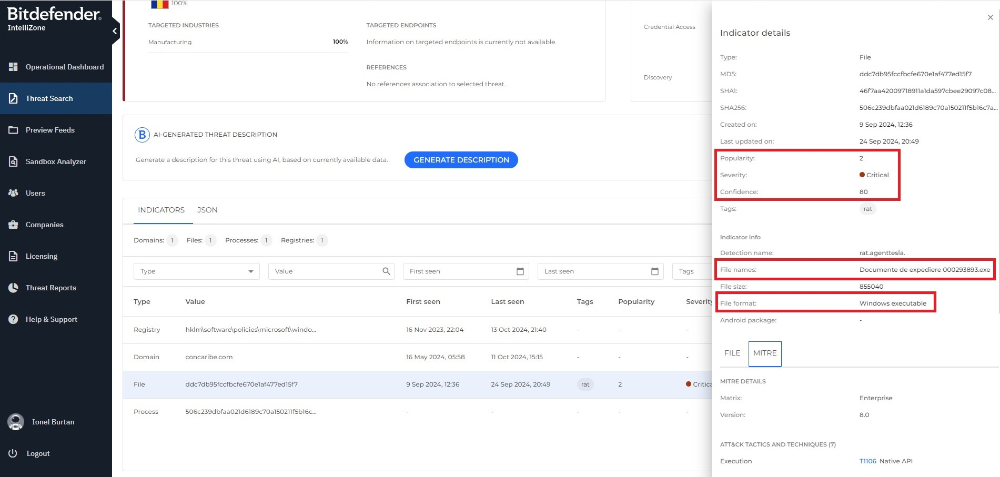 Bitdefender®
IntelliZone
Operational Dashboard
Threat Search
Preview Feeds
Sandbox Analyzer
Users
Companies
Licensing
Threat Reports
Help & Support
Ionel Burtan
Logout
100%
TARGETED INDUSTRIES
Manufacturing 100%
TARGETED ENDPOINTS
Information on targeted endpoints is currently not available.
REFERENCES
No references association to selected threat.
Credential Access
Discovery
B AI-GENERATED THREAT DESCRIPTION
Generate a description for this threat using AI, based on currently available data. GENERATE DESCRIPTION
INDICATORS JSON
Domains: 1 Files: 1 Processes: 1 Registries: 1
Type Value First seen Last seen Tags
Type Value First seen Last seen Tags Popularity Severity
Registry hklm\software\policies\microsoft\windo... 16 Nov 2023, 22:04 13 Oct 2024, 21:40 - - -
Domain concaribe.com 16 May 2024, 05:58 11 Oct 2024, 15:15 - - -
File ddc7db95fccfbcfe670e1af477ed15f7 9 Sep 2024, 12:36 24 Sep 2024, 20:49 rat 2 Critica
Process 506c239dbfaa021d6189c70a150211f5b16c... - - - - -
Indicator details
Type: File
MD5: ddc7db95fccfbcfe670e1af477ed15f7
SHA1: 46f7aa42009718911a1da597cbee29097c08...
SHA256: 506c239dbfaa021d6189c70a150211f5b16c7a...
Created on: 9 Sep 2024, 12:36
Last updated on: 24 Sep 2024, 20:49
Popularity: 2
Severity: Critical
Confidence: 80
Tags: rat
Indicator info
Detection name: rat.agenttesla.
File names: Documente de expediere 000293893.exe
File size: 855040
File format: Windows executable
Android package: -
FILE MITRE
MITRE DETAILS
Matrix: Enterprise
Version: 8.0
ATT&CK TACTICS AND TECHNIQUES (7)
Execution T1106 Native API